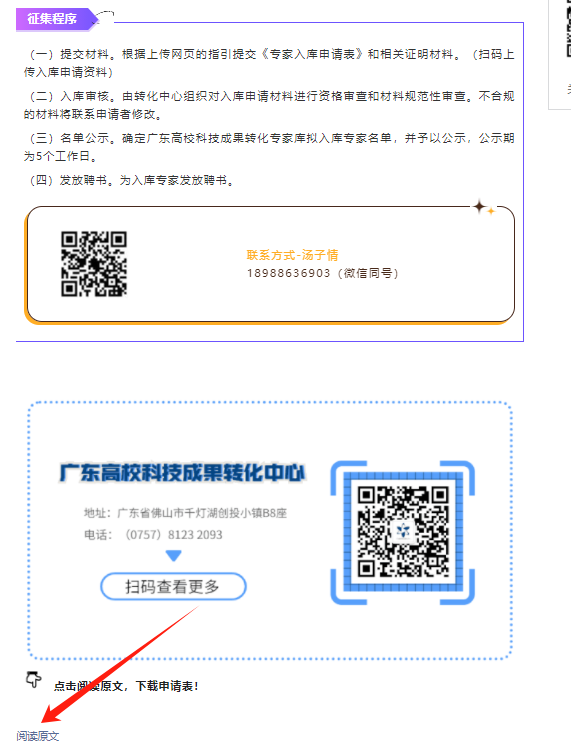 征集程序
（一）提交材料。根据上传网页的指引提交《专家入库申请表》和相关证明材料。（扫码上
传入库申请资料）
（二）入库审核。由转化中心组织对入库申请材料进行资格审查和材料规范性审查。不合规
的材料将联系申请者修改。
（三）名单公示。确定广东高校科技成果转化专家库拟入库专家名单，并予以公示，公示期
为5个工作日。
（四）发放聘书。为入库专家发放聘书。
联系方式-汤子情
18988636903（微信同号）
广东高校科技成果转化中心
地址：广东省佛山市千灯湖创投小镇B8座
电话：（0757）8123 2093
扫码查看更多
点击阅读原文，下载申请表！
阅读原文